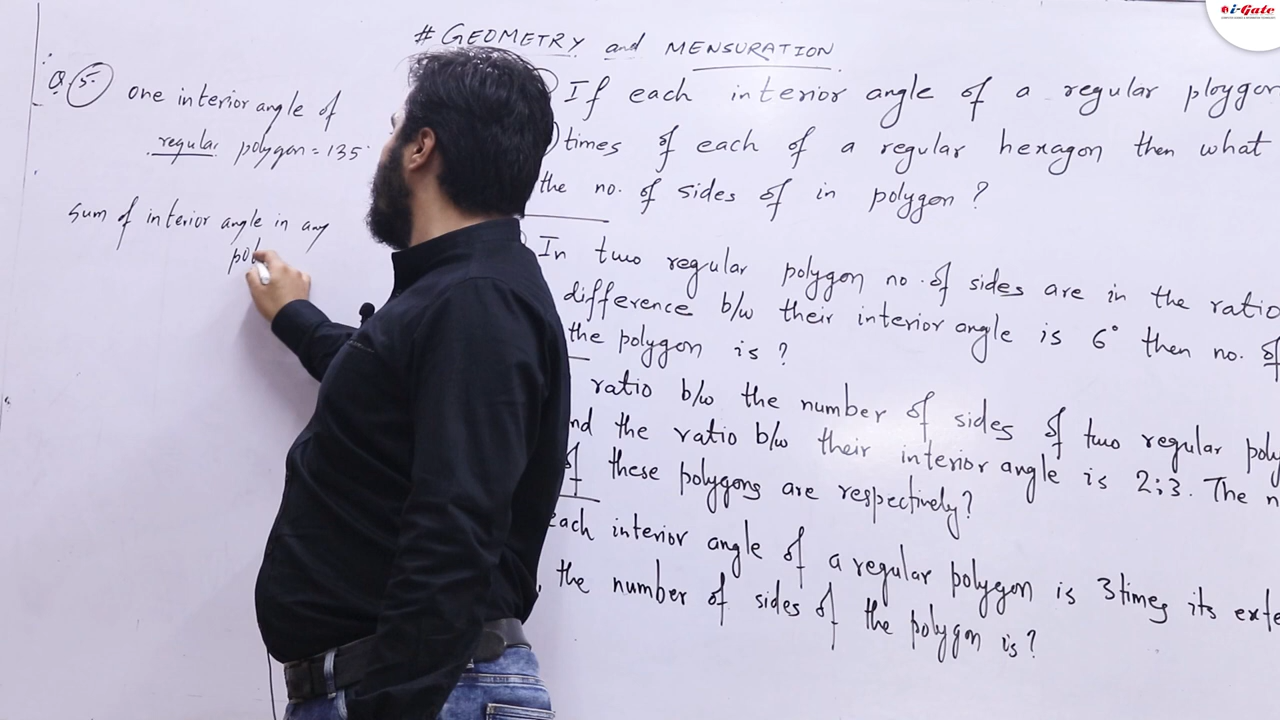 # GEOMETRY and MENSURATION
Q. 5. one interior angle of
regular polygon = 135°
sum of interior angle in any
pol
If each interior angle of a regular ploygon
times of each of a regular hexagon then what
the no. of sides of in polygon ?
In two regular polygon no. of sides are in the ratio
difference b/w their interior angle is 6° then no. of
the polygon is ?
ratio b/w the number of sides of two regular poly
nd the ratio b/w their interior angle is 2:3. The n
of these polygons are respectively?
each interior angle of a regular polygon is 3 times its exte
, the number of sides of the polygon is?
i-Gate